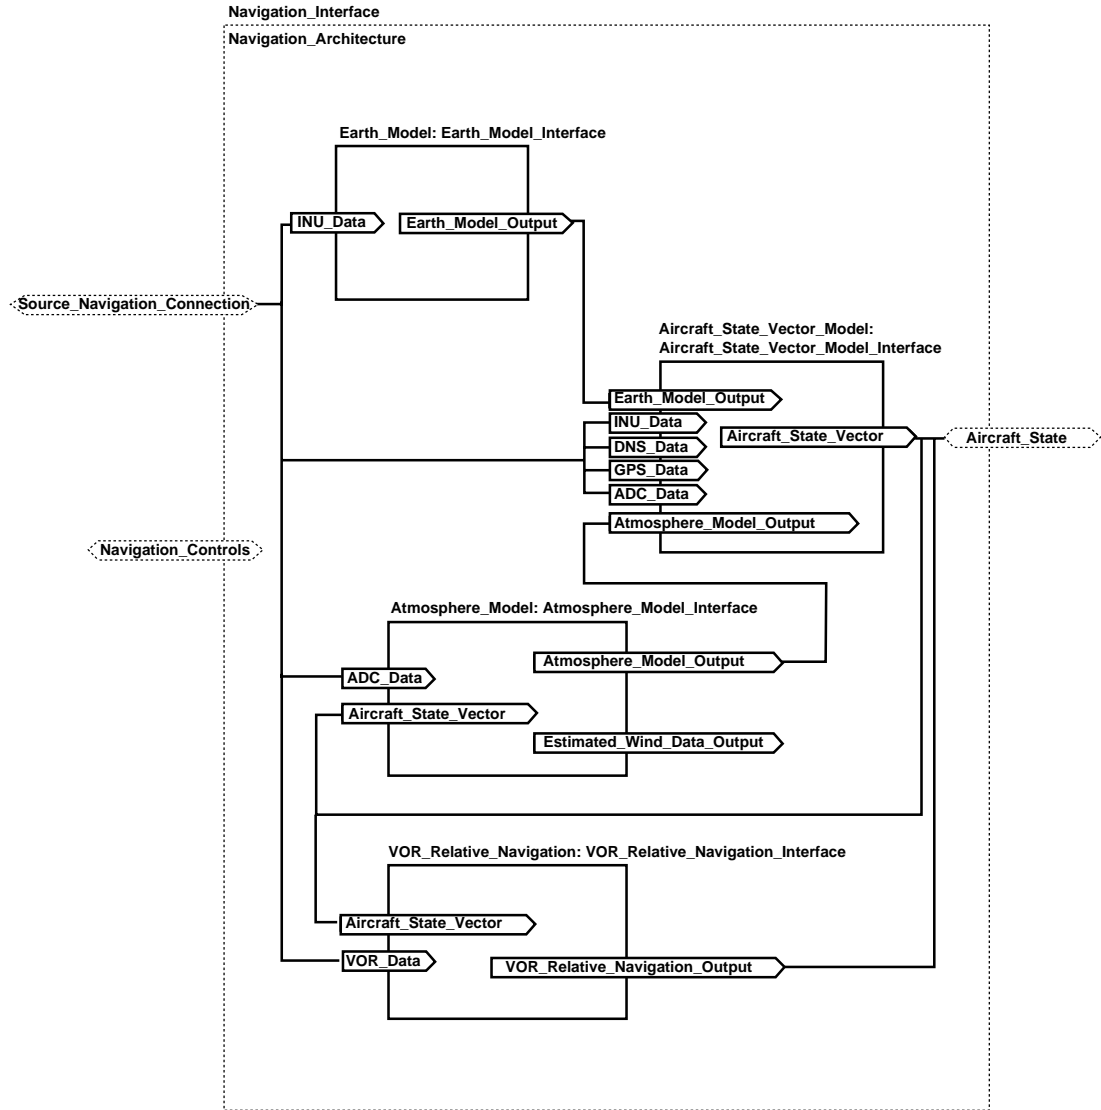 Navigation_Interface
Navigation_Architecture
Earth_Model: Earth_Model_Interface
INU_Data
Earth_Model_Output
Source_Navigation_Connection
Aircraft_State_Vector_Model:
Aircraft_State_Vector_Model_Interface
Earth_Model_Output
INU_Data
Aircraft_State_Vector
Aircraft_State
DNS_Data
GPS_Data
ADC_Data
Atmosphere_Model_Output
Navigation_Controls
Atmosphere_Model: Atmosphere_Model_Interface
Atmosphere_Model_Output
ADC_Data
Aircraft_State_Vector
Estimated_Wind_Data_Output
VOR_Relative_Navigation: VOR_Relative_Navigation_Interface
Aircraft_State_Vector
VOR_Data
VOR_Relative_Navigation_Output